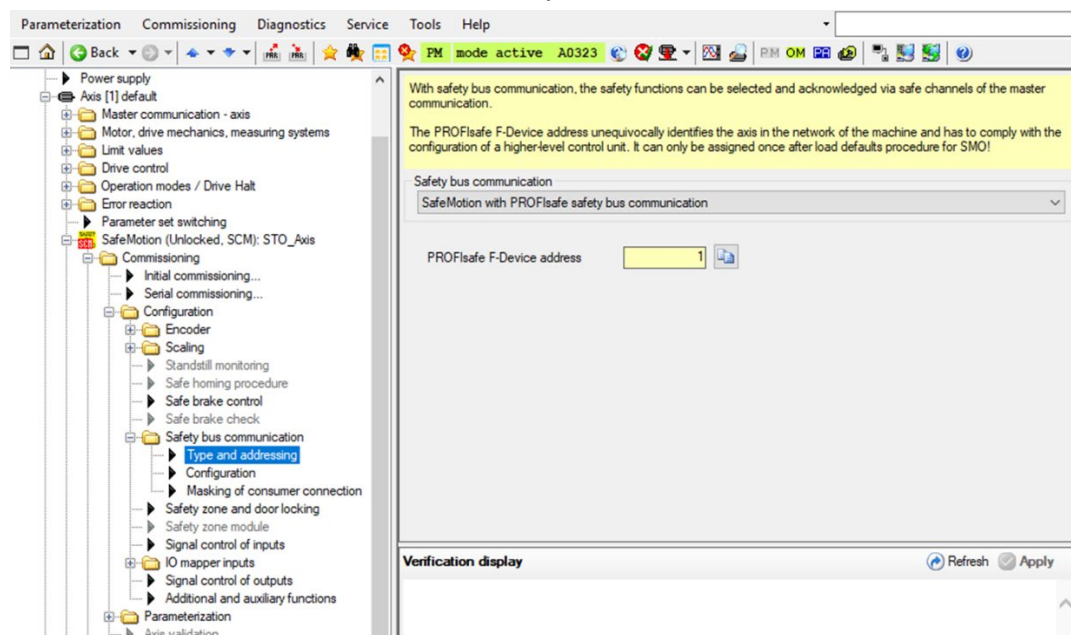 Parameterization Commissioning Diagnostics Service Tools Help
Back PM mode active A0323 PM OM
Power supply
Axis [1] default
Master communication - axis
Motor, drive mechanics, measuring systems
Limit values
Drive control
Operation modes / Drive Halt
Error reaction
Parameter set switching
SafeMotion (Unlocked, SCM): STO_Axis
Commissioning
Initial commissioning...
Serial commissioning...
Configuration
Encoder
Scaling
Standstill monitoring
Safe homing procedure
Safe brake control
Safe brake check
Safety bus communication
Type and addressing
Configuration
Masking of consumer connection
Safety zone and door locking
Safety zone module
Signal control of inputs
IO mapper inputs
Signal control of outputs
Additional and auxiliary functions
Parameterization
Axis validation
With safety bus communication, the safety functions can be selected and acknowledged via safe channels of the master
communication.
The PROFIsafe F-Device address unequivocally identifies the axis in the network of the machine and has to comply with the
configuration of a higher-level control unit. It can only be assigned once after load defaults procedure for SMO!
Safety bus communication
SafeMotion with PROFIsafe safety bus communication
PROFIsafe F-Device address 1
Verification display Refresh Apply